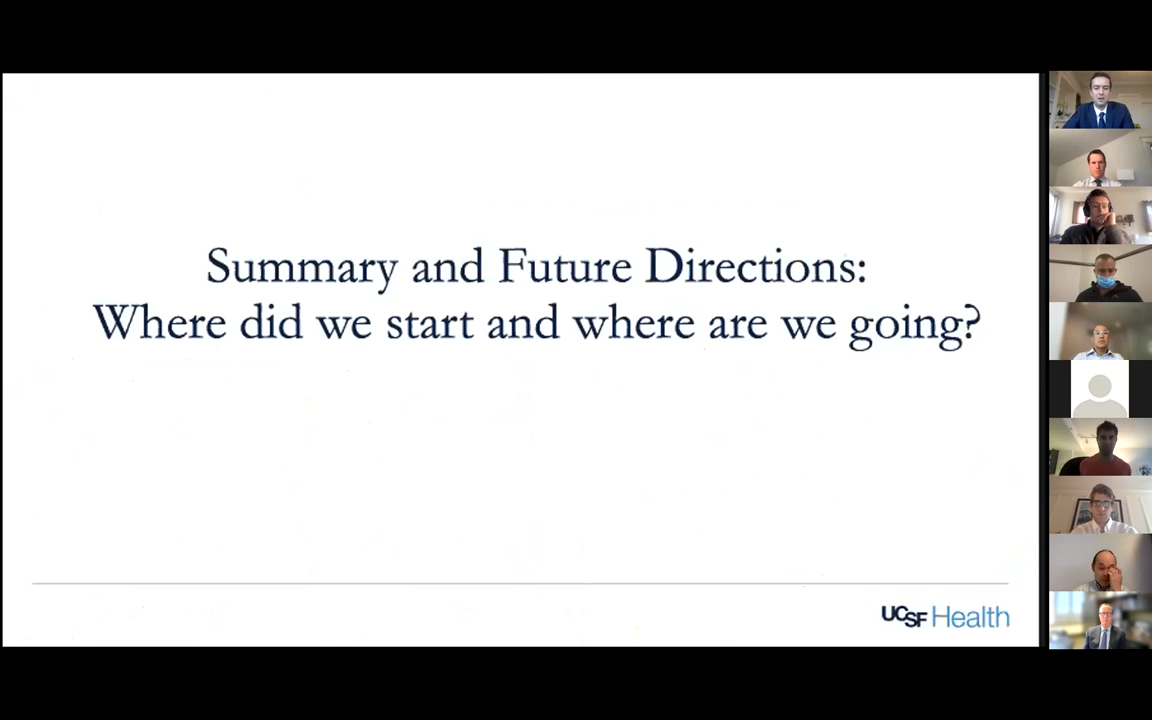 Summary and Future Directions:
Where did we start and where are we going?
UCSF Health